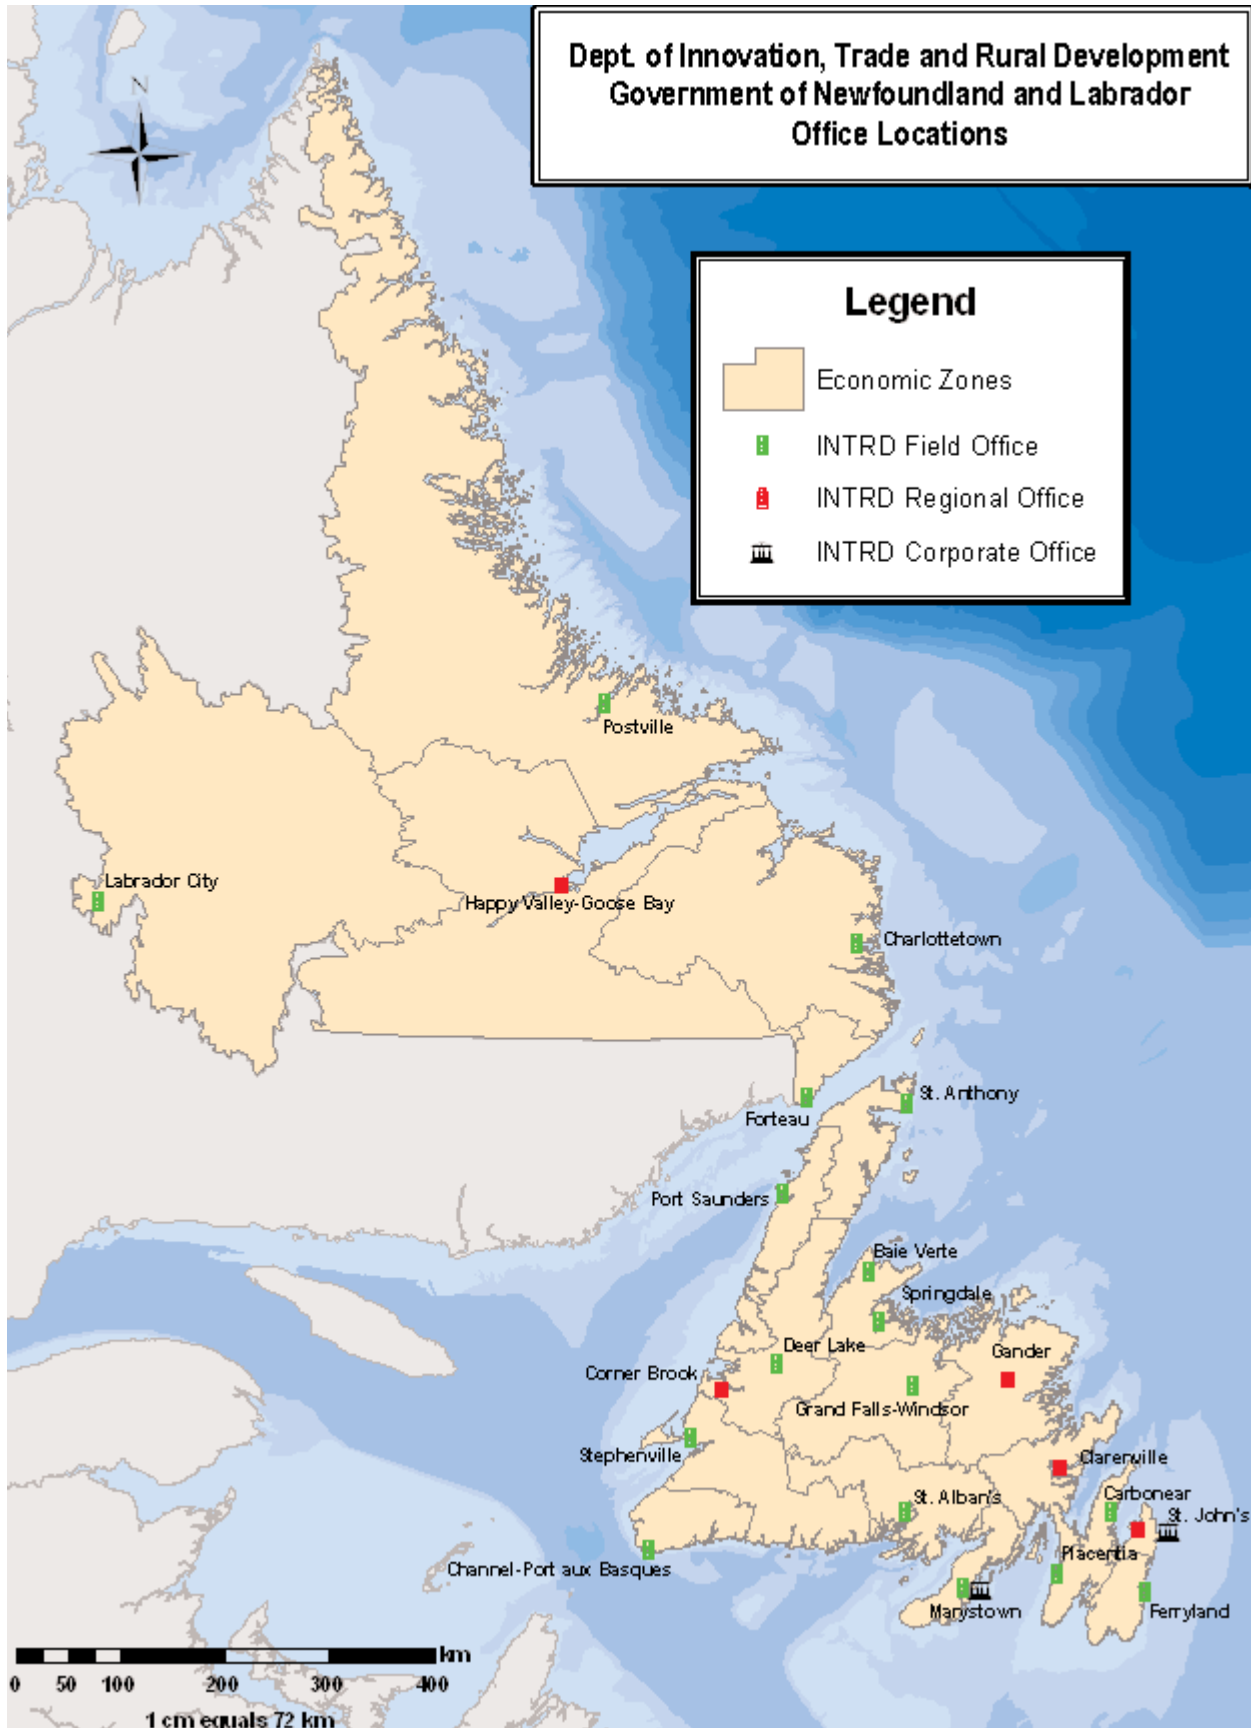 Dept. of Innovation, Trade and Rural Development
Government of Newfoundland and Labrador
Office Locations
N
Legend
Economic Zones
INTRD Field Office
INTRD Regional Office
INTRD Corporate Office
Postville
Labrador City
Happy Valley-Goose Bay
Charlottetown
St. Anthony
Forteau
Port Saunders
Baie Verte
Springdale
Deer Lake
Gander
Corner Brook
Grand Falls-Windsor
Stephenville
Clarenville
St. Alban's
Carbonear
St. John's
Placentia
Channel-Port aux Basques
Marystown
Ferryland
km
0 50 100 200 300 400
1 cm equals 72 km